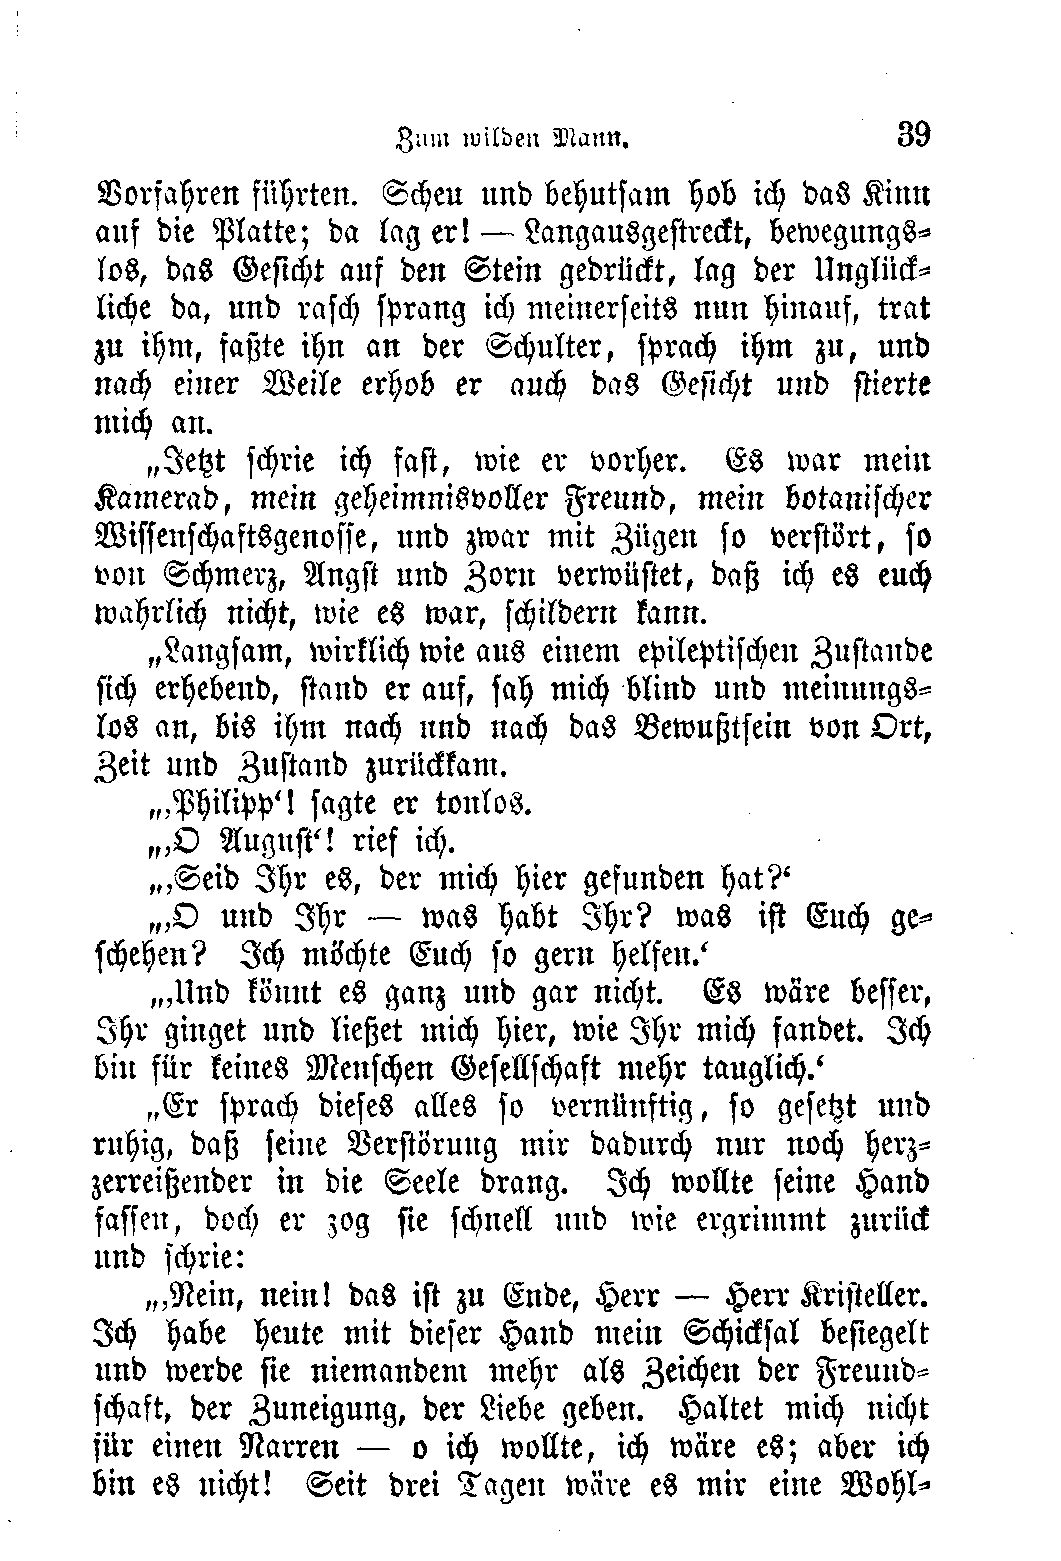 Zum wilden Mann. 39
Vorfahren führten. Scheu und behutsam hob ich das Kinn
auf die Platte; da lag er! — Langausgestreckt, bewegungs-
los, das Gesicht auf den Stein gedrückt, lag der Unglück-
liche da, und rasch sprang ich meinerseits nun hinauf, trat
zu ihm, faßte ihn an der Schulter, sprach ihm zu, und
nach einer Weile erhob er auch das Gesicht und stierte
mich an.
„Jetzt schrie ich fast, wie er vorher. Es war mein
Kamerad, mein geheimnisvoller Freund, mein botanischer
Wissenschaftsgenosse, und zwar mit Zügen so verstört, so
von Schmerz, Angst und Zorn verwüstet, daß ich es euch
wahrlich nicht, wie es war, schildern kann.
„Langsam, wirklich wie aus einem epileptischen Zustande
sich erhebend, stand er auf, sah mich blind und meinungs-
los an, bis ihm nach und nach das Bewußtsein von Ort,
Zeit und Zustand zurückkam.
„‚Philipp‘! sagte er tonlos.
„‚O August‘! rief ich.
„‚Seid Ihr es, der mich hier gefunden hat?‘
„‚O und Ihr — was habt Ihr? was ist Euch ge-
schehen? Ich möchte Euch so gern helfen.‘
„‚Und könnt es ganz und gar nicht. Es wäre besser,
Ihr ginget und ließet mich hier, wie Ihr mich fandet. Ich
bin für keines Menschen Gesellschaft mehr tauglich.‘
„Er sprach dieses alles so vernünftig, so gesetzt und
ruhig, daß seine Verstörung mir dadurch nur noch herz-
zerreißender in die Seele drang. Ich wollte seine Hand
fassen, doch er zog sie schnell und wie ergrimmt zurück
und schrie:
„‚Nein, nein! das ist zu Ende, Herr — Herr Kristeller.
Ich habe heute mit dieser Hand mein Schicksal besiegelt
und werde sie niemandem mehr als Zeichen der Freund-
schaft, der Zuneigung, der Liebe geben. Haltet mich nicht
für einen Narren — o ich wollte, ich wäre es; aber ich
bin es nicht! Seit drei Tagen wäre es mir eine Wohl-